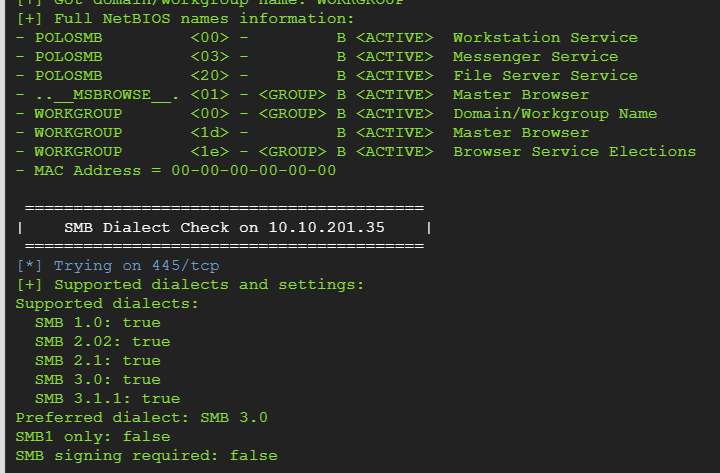 [+] Got domain/workgroup name: WORKGROUP
[+] Full NetBIOS names information:
- POLOSMB         <00> -         B <ACTIVE>  Workstation Service
- POLOSMB         <03> -         B <ACTIVE>  Messenger Service
- POLOSMB         <20> -         B <ACTIVE>  File Server Service
- ..__MSBROWSE__. <01> - <GROUP> B <ACTIVE>  Master Browser
- WORKGROUP       <00> - <GROUP> B <ACTIVE>  Domain/Workgroup Name
- WORKGROUP       <1d> -         B <ACTIVE>  Master Browser
- WORKGROUP       <1e> - <GROUP> B <ACTIVE>  Browser Service Elections
- MAC Address = 00-00-00-00-00-00
=========================================
|    SMB Dialect Check on 10.10.201.35    |
=========================================
[*] Trying on 445/tcp
[+] Supported dialects and settings:
Supported dialects:
  SMB 1.0: true
  SMB 2.02: true
  SMB 2.1: true
  SMB 3.0: true
  SMB 3.1.1: true
Preferred dialect: SMB 3.0
SMB1 only: false
SMB signing required: false